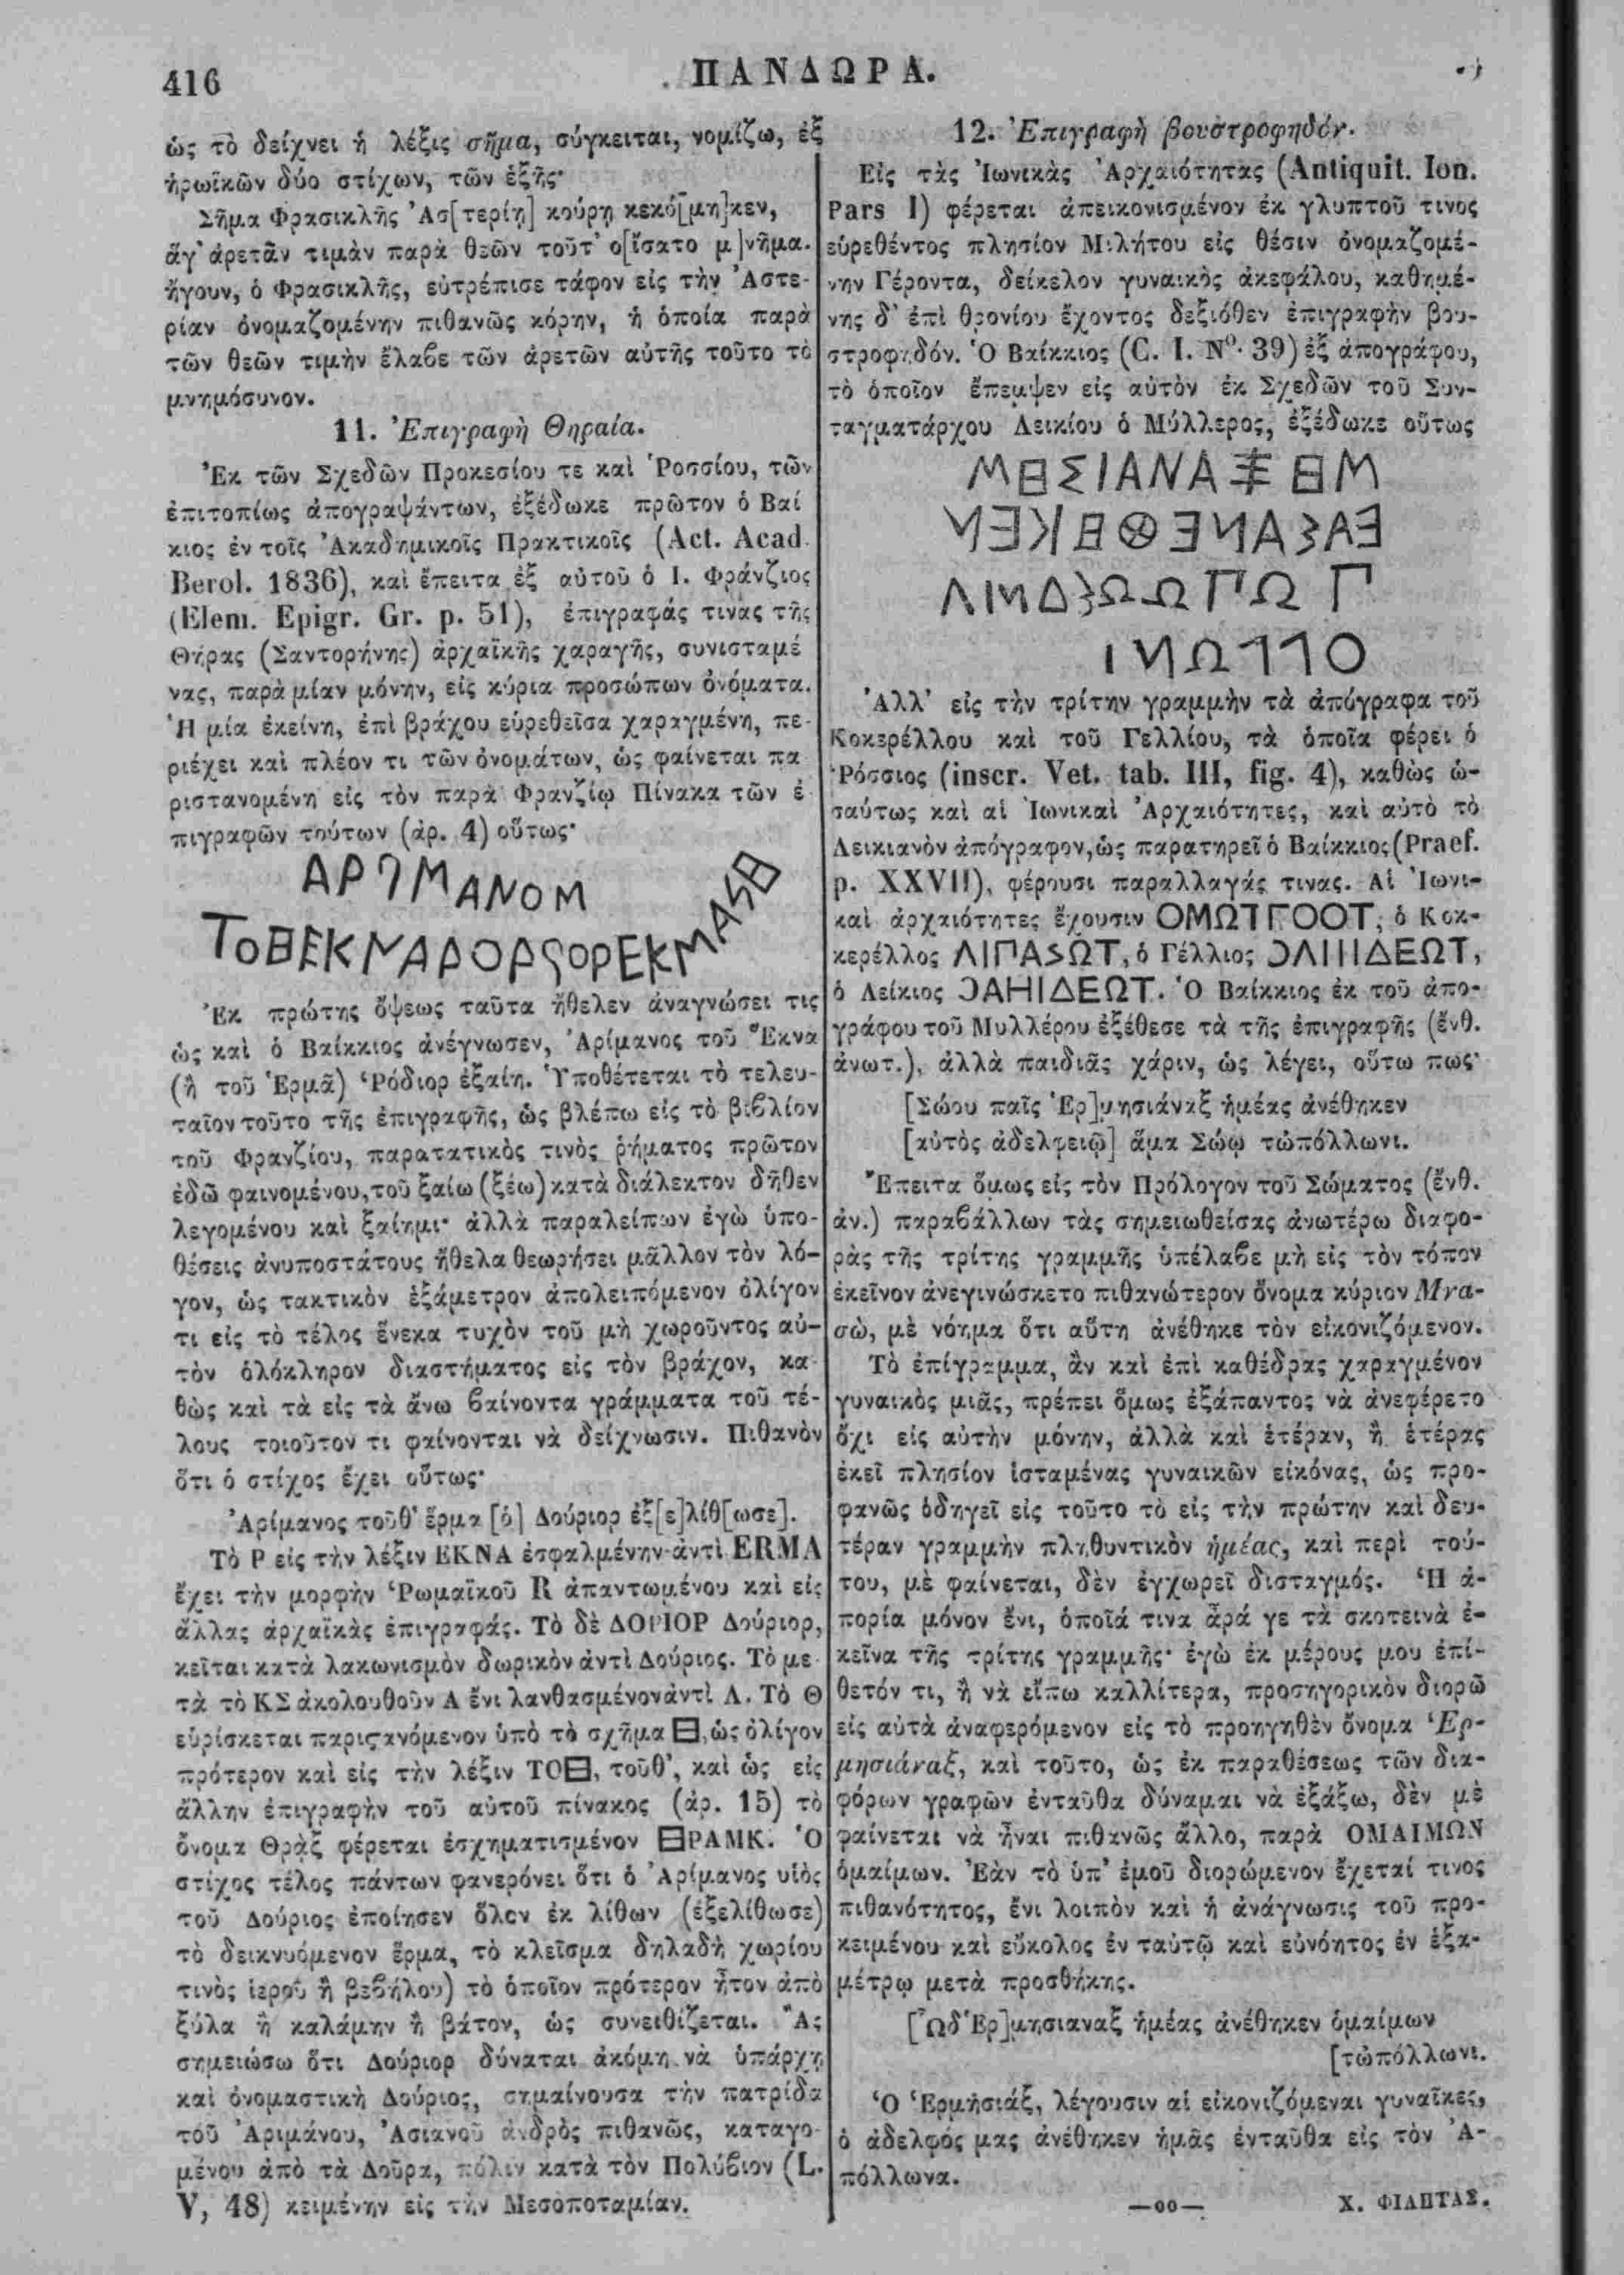 416
ΠΑΝΔΩΡΑ.
ὡς τὸ δείχνει ἡ λέξις σῆμα, σύγκειται, νομίζω, ἐξ
ἡρωϊκῶν δύο στίχων, τῶν ἑξῆς·
Σῆμα Φρασικλῆς Ἀσ[τερίῃ] κούρῃ κεκό[μη]κεν,
ἅγ' ἀρετᾶν τιμὰν παρὰ θεῶν τοῦτ' ο[ἴσατο μ]νῆμα.
ἤγουν, ὁ Φρασικλῆς, εὐτρέπισε τάφον εἰς τὴν Ἀστε-
ρίαν ὀνομαζομένην πιθανῶς κόρην, ἡ ὁποία παρὰ
τῶν θεῶν τιμὴν ἔλαβε τῶν ἀρετῶν αὐτῆς τοῦτο τὸ
μνημόσυνον.
11. Ἐπιγραφὴ Θηραία.
Ἐκ τῶν Σχεδῶν Προκεσίου τε καὶ Ῥοσσίου, τῶν
ἐπιτοπίως ἀπογραψάντων, ἐξέδωκε πρῶτον ὁ Βαί
κιος ἐν τοῖς Ἀκαδημικοῖς Πρακτικοῖς (Act. Acad.
Berol. 1836), καὶ ἔπειτα ἐξ αὐτοῦ ὁ Ι. Φράνζιος
(Elem. Epigr. Gr. p. 51), ἐπιγραφάς τινας τῆς
Θήρας (Σαντορήνης) ἀρχαϊκῆς χαραγῆς, συνισταμέ
νας, παρὰ μίαν μόνην, εἰς κύρια προσώπων ὀνόματα.
Ἡ μία ἐκείνη, ἐπὶ βράχου εὑρεθεῖσα χαραγμένη, πε-
ριέχει καὶ πλέον τι τῶν ὀνομάτων, ὡς φαίνεται πα
ριστανομένη εἰς τὸν παρὰ Φρανζίῳ Πίνακα τῶν ἐ-
πιγραφῶν τούτων (ἀρ. 4) οὕτως·
Ἐκ πρώτης ὄψεως ταῦτα ἤθελεν ἀναγνώσει τις
ὡς καὶ ὁ Βαίκκιος ἀνέγνωσεν, Ἀρίμανος τοῦ Ἕκνα
(ἢ τοῦ Ἑρμᾶ) Ῥόδιορ ἐξαίη. Ὑποθέτεται τὸ τελευ-
ταῖον τοῦτο τῆς ἐπιγραφῆς, ὡς βλέπω εἰς τὸ βιβλίον
τοῦ Φρανζίου, παρατατικὸς τινὸς ῥήματος πρῶτον
ἐδῶ φαινομένου, τοῦ ξαίω (ξέω) κατὰ διάλεκτον δῆθεν
λεγομένου καὶ ξαίημι· ἀλλὰ παραλείπων ἐγὼ ὑπο-
θέσεις ἀνυποστάτους ἤθελα θεωρήσει μᾶλλον τὸν λό-
γον, ὡς τακτικὸν ἑξάμετρον ἀπολειπόμενον ὀλίγον
τι εἰς τὸ τέλος ἕνεκα τυχὸν τοῦ μὴ χωροῦντος αὐ-
τὸν ὁλόκληρον διαστήματος εἰς τὸν βράχον, κα-
θὼς καὶ τὰ εἰς τὰ ἄνω βαίνοντα γράμματα τοῦ τέ-
λους τοιοῦτον τι φαίνονται νὰ δείχνωσιν. Πιθανὸν
ὅτι ὁ στίχος ἔχει οὕτως·
Ἀρίμανος τοῦθ' ἕρμα [ὁ] Δούριορ ἐξ[ε]λίθ[ωσε].
Τὸ Ρ εἰς τὴν λέξιν ΕΚΝΑ ἐσφαλμένην ἀντὶ ERMA
ἔχει τὴν μορφὴν Ῥωμαϊκοῦ R ἀπαντωμένου καὶ εἰς
ἄλλας ἀρχαϊκὰς ἐπιγραφάς. Τὸ δὲ ΔΟΡΙΟΡ Δούριορ,
κεῖται κατὰ λακωνισμὸν δωρικὸν ἀντὶ Δούριος. Τὸ με-
τὰ τὸ ΚΣ ἀκολουθοῦν Α ἔνι λανθασμένον ἀντὶ Λ. Τὸ Θ
εὑρίσκεται παριστανόμενον ὑπὸ τὸ σχῆμα ⊟, ὡς ὀλίγον
πρότερον καὶ εἰς τὴν λέξιν ΤΟ⊟, τοῦθ', καὶ ὡς εἰς
ἄλλην ἐπιγραφὴν τοῦ αὐτοῦ πίνακος (ἀρ. 15) τὸ
ὄνομα Θρᾲξ φέρεται ἐσχηματισμένον ⊟ΡΑΜΚ. Ὁ
στίχος τέλος πάντων φανερόνει ὅτι ὁ Ἀρίμανος υἱὸς
τοῦ Δούριος ἐποίησεν ὅλον ἐκ λίθων (ἐξελίθωσε)
τὸ δεικνυόμενον ἕρμα, τὸ κλεῖσμα δηλαδὴ χωρίου
τινὸς ἱεροῦ ἢ βεβήλου) τὸ ὁποῖον πρότερον ἦτον ἀπὸ
ξύλα ἢ καλάμην ἢ βάτον, ὡς συνειθίζεται. Ἂς
σημειώσω ὅτι Δούριορ δύναται ἀκόμη νὰ ὑπάρχῃ
καὶ ὀνομαστικὴ Δούριος, σημαίνουσα τὴν πατρίδα
τοῦ Ἀριμάνου, Ἀσιανοῦ ἀνδρὸς πιθανῶς, καταγο-
μένου ἀπὸ τὰ Δοῦρα, πόλιν κατὰ τὸν Πολύβιον (L.
V, 48) κειμένην εἰς τὴν Μεσοποταμίαν.
12. Ἐπιγραφὴ βουστροφηδόν.
Εἰς τὰς Ἰωνικὰς Ἀρχαιότητας (Antiquit. Ion.
Pars I) φέρεται ἀπεικονισμένον ἐκ γλυπτοῦ τινος
εὑρεθέντος πλησίον Μιλήτου εἰς θέσιν ὀνομαζομέ-
νην Γέροντα, δείκελον γυναικὸς ἀκεφάλου, καθημέ-
νης δ' ἐπὶ θρονίου ἔχοντος δεξιόθεν ἐπιγραφὴν βου-
στροφηδόν. Ὁ Βαίκκιος (C. I. Nº. 39) ἐξ ἀπογράφου,
τὸ ὁποῖον ἔπεμψεν εἰς αὐτὸν ἐκ Σχεδῶν τοῦ Συν-
ταγματάρχου Λεικίου ὁ Μύλλερος, ἐξέδωκε οὕτως
Ἀλλ' εἰς τὴν τρίτην γραμμὴν τὰ ἀπόγραφα τοῦ
Κοκερέλλου καὶ τοῦ Γελλίου, τὰ ὁποῖα φέρει ὁ
Ῥόσσιος (inscr. Vet. tab. III, fig. 4), καθὼς ὡ-
σαύτως καὶ αἱ Ἰωνικαὶ Ἀρχαιότητες, καὶ αὐτὸ τὸ
Λεικιανὸν ἀπόγραφον, ὡς παρατηρεῖ ὁ Βαίκκιος (Praef.
p. XXVII), φέρουσι παραλλαγάς τινας. Αἱ Ἰωνι-
καὶ ἀρχαιότητες ἔχουσιν ΟΜΩΤΓΟΟΤ, ὁ Κοκ-
κερέλλος ΛΙΠΑSΩΤ, ὁ Γέλλιος ƆΛΙΙΙΔΕΩΤ,
ὁ Λείκιος ƆΑΗΙΔΕΩΤ. Ὁ Βαίκκιος ἐκ τοῦ ἀπο-
γράφου τοῦ Μυλλέρου ἐξέθεσε τὰ τῆς ἐπιγραφῆς (ἔνθ.
ἀνωτ.), ἀλλὰ παιδιᾶς χάριν, ὡς λέγει, οὕτω πως·
[Σώου παῖς Ἑρ]μησιάναξ ἡμέας ἀνέθηκεν
[αὐτὸς ἀδελφειῷ] ἅμα Σώῳ τὠπόλλωνι.
Ἔπειτα ὅμως εἰς τὸν Πρόλογον τοῦ Σώματος (ἔνθ.
ἀν.) παραβάλλων τὰς σημειωθείσας ἀνωτέρω διαφο-
ρὰς τῆς τρίτης γραμμῆς ὑπέλαβε μὴ εἰς τὸν τόπον
ἐκεῖνον ἀνεγινώσκετο πιθανώτερον ὄνομα κύριον Μνα-
σὼ, μὲ νόημα ὅτι αὕτη ἀνέθηκε τὸν εἰκονιζόμενον.
Τὸ ἐπίγραμμα, ἂν καὶ ἐπὶ καθέδρας χαραγμένον
γυναικὸς μιᾶς, πρέπει ὅμως ἐξάπαντος νὰ ἀνεφέρετο
ὄχι εἰς αὐτὴν μόνην, ἀλλὰ καὶ ἑτέραν, ἢ ἑτέρας
ἐκεῖ πλησίον ἱσταμένας γυναικῶν εἰκόνας, ὡς προ-
φανῶς ὁδηγεῖ εἰς τοῦτο τὸ εἰς τὴν πρώτην καὶ δευ-
τέραν γραμμὴν πληθυντικὸν ἡμέας, καὶ περὶ τού-
του, μὲ φαίνεται, δὲν ἐγχωρεῖ δισταγμός. Ἡ ἀ-
πορία μόνον ἔνι, ὁποῖά τινα ἆρά γε τὰ σκοτεινὰ ἐ-
κεῖνα τῆς τρίτης γραμμῆς· ἐγὼ ἐκ μέρους μου ἐπί-
θετόν τι, ἢ νὰ εἴπω καλλίτερα, προσηγορικὸν διορῶ
εἰς αὐτὰ ἀναφερόμενον εἰς τὸ προηγηθὲν ὄνομα Ἑρ-
μησιάναξ, καὶ τοῦτο, ὡς ἐκ παραθέσεως τῶν δια-
φόρων γραφῶν ἐνταῦθα δύναμαι νὰ ἐξάξω, δὲν μὲ
φαίνεται νὰ ἦναι πιθανῶς ἄλλο, παρὰ ΟΜΑΙΜΩΝ
ὁμαίμων. Ἐὰν τὸ ὑπ' ἐμοῦ διορώμενον ἔχεταί τινος
πιθανότητος, ἔνι λοιπὸν καὶ ἡ ἀνάγνωσις τοῦ προ-
κειμένου καὶ εὔκολος ἐν ταὐτῷ καὶ εὐνόητος ἐν ἑξα-
μέτρῳ μετὰ προσθήκης.
[Ὧδ' Ἑρ]μησιαναξ ἡμέας ἀνέθηκεν ὁμαίμων
[τὠπόλλωνι.
Ὁ Ἑρμησιάξ, λέγουσιν αἱ εἰκονιζόμεναι γυναῖκες,
ὁ ἀδελφός μας ἀνέθηκεν ἡμᾶς ἐνταῦθα εἰς τὸν Ἀ-
πόλλωνα.
—οο—
Χ. ΦΙΛΗΤΑΣ.